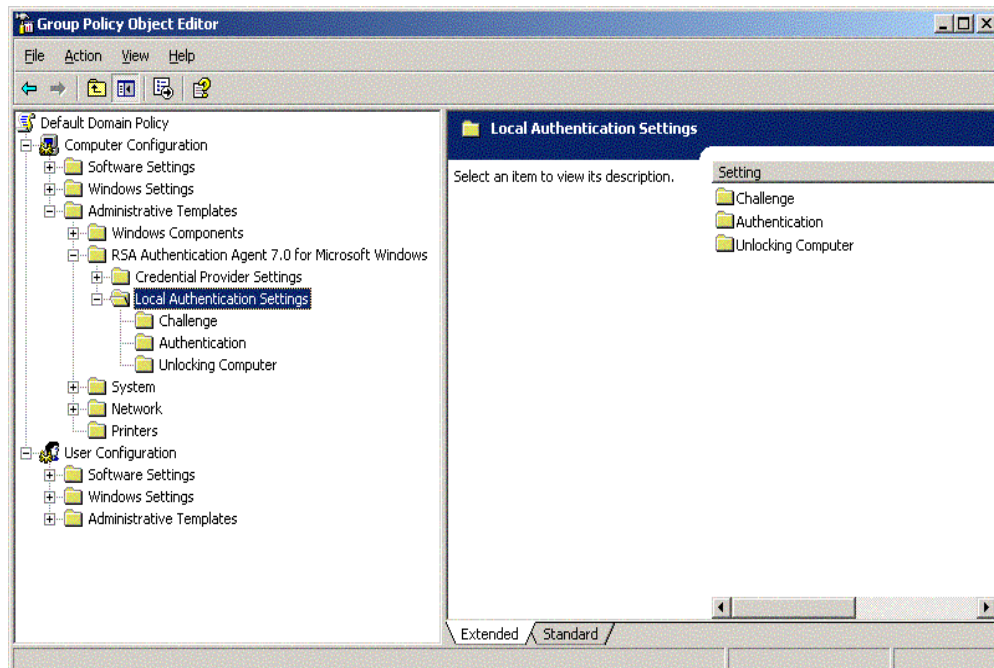 Group Policy Object Editor
File Action View Help
Default Domain Policy
Computer Configuration
Software Settings
Windows Settings
Administrative Templates
Windows Components
RSA Authentication Agent 7.0 for Microsoft Windows
Credential Provider Settings
Local Authentication Settings
Challenge
Authentication
Unlocking Computer
System
Network
Printers
User Configuration
Software Settings
Windows Settings
Administrative Templates
Local Authentication Settings
Select an item to view its description.
Setting
Challenge
Authentication
Unlocking Computer
Extended Standard